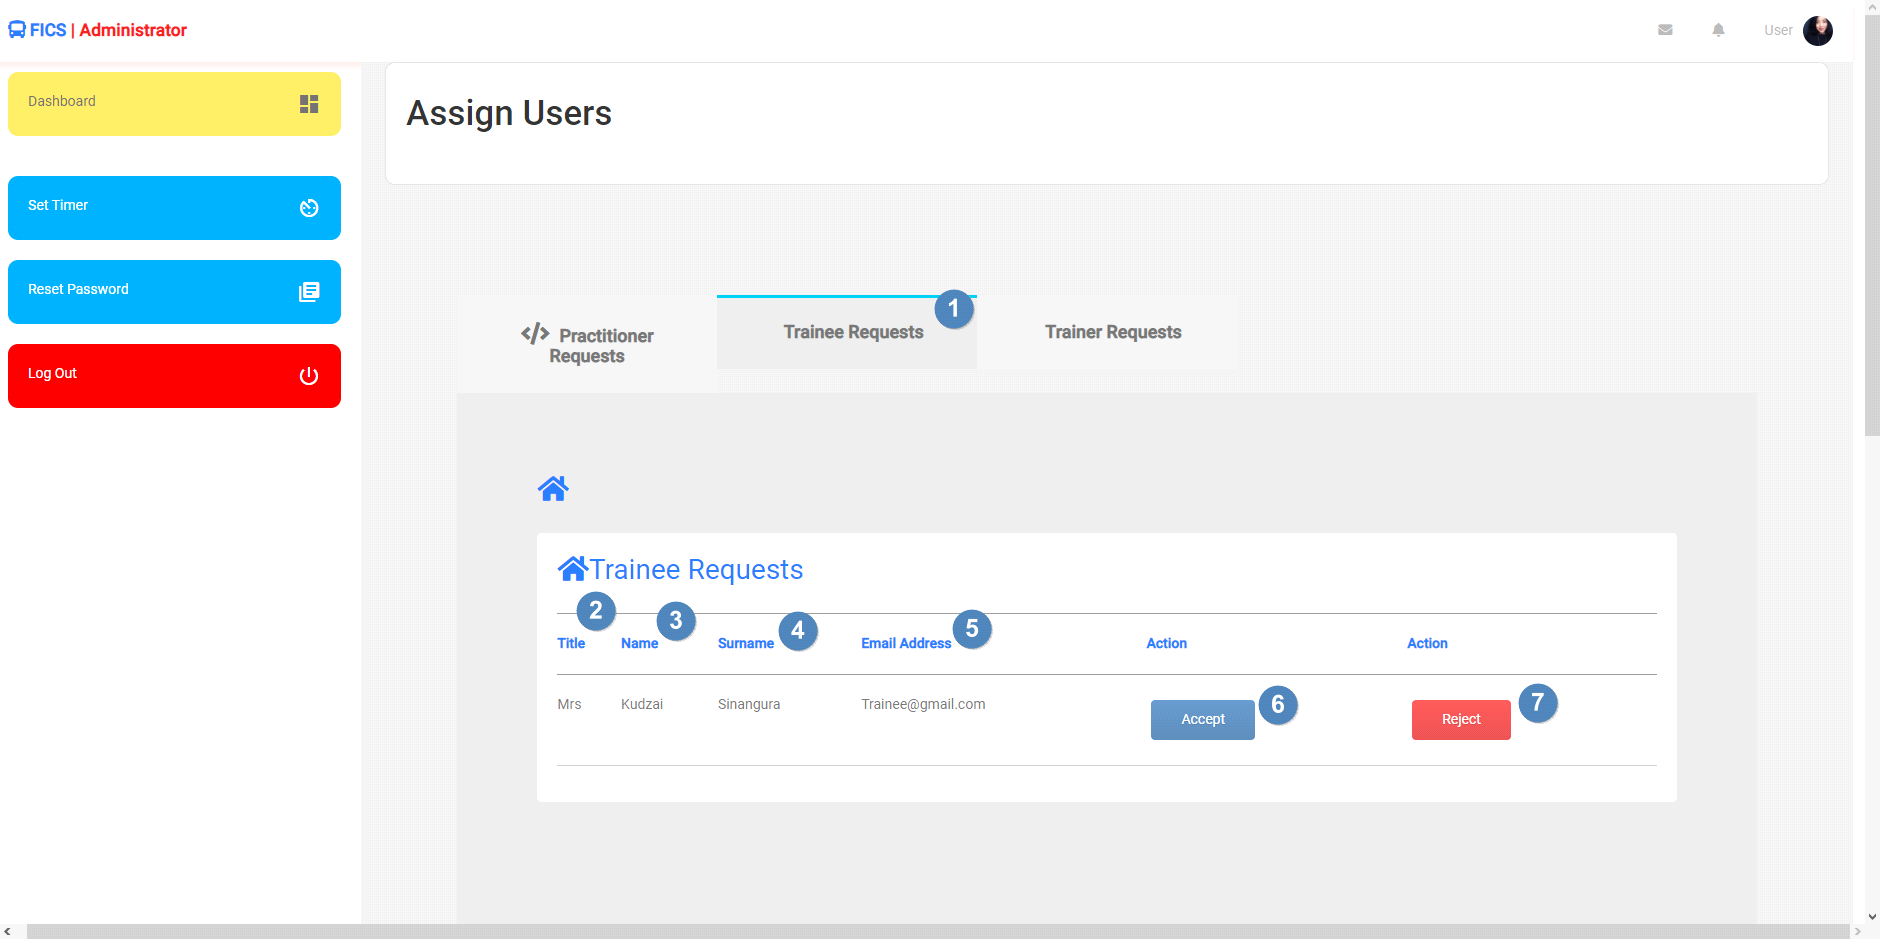 FICS | Administrator
User
Dashboard
Set Timer
Reset Password
Log Out
Assign Users
1
Practitioner
Requests
Trainee Requests
Trainer Requests
Trainee Requests
2 3 4 5
Title Name Surname Email Address Action Action
Mrs Kudzai Sinangura Trainee@gmail.com Accept 6 Reject 7